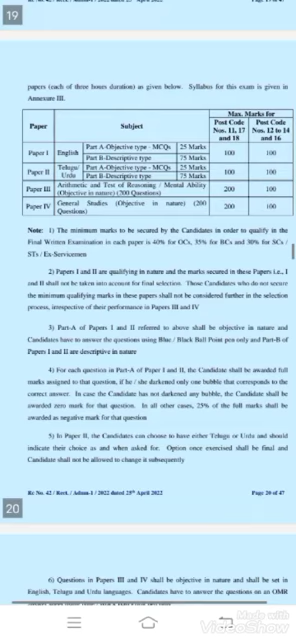 19
papers (each of three hours duration) as given below. Syllabus for this exam is given in
Annexure III.
Paper Subject Max. Marks for
Post Code Nos. 11, 17 and 18
Post Code Nos. 12 to 14 and 16
Paper I English Part A-Objective type - MCQs 25 Marks 100 100
Part B-Descriptive type 75 Marks
Paper II Telugu/ Urdu Part A-Objective type - MCQs 25 Marks 100 100
Part B-Descriptive type 75 Marks
Paper III Arithmetic and Test of Reasoning / Mental Ability (Objective in nature) (200 Questions) 200 100
Paper IV General Studies (Objective in nature) (200 Questions) 200 100
Note: 1) The minimum marks to be secured by the Candidates in order to qualify in the
Final Written Examination in each paper is 40% for OCs, 35% for BCs and 30% for SCs /
STs / Ex-Servicemen
2) Papers I and II are qualifying in nature and the marks secured in these Papers i.e., I
and II shall not be taken into account for final selection. Those Candidates who do not secure
the minimum qualifying marks in these papers shall not be considered further in the selection
process, irrespective of their performance in Papers III and IV
3) Part-A of Papers I and II referred to above shall be objective in nature and
Candidates have to answer the questions using Blue / Black Ball Point pen only and Part-B of
Papers I and II are descriptive in nature
4) For each question in Part-A of Paper I and II, the Candidate shall be awarded full
marks assigned to that question, if he / she darkened only one bubble that corresponds to the
correct answer. In case the Candidate has not darkened any bubble, the Candidate shall be
awarded zero mark for that question. In all other cases, 25% of the full marks shall be
awarded as negative mark for that question
5) In Paper II, the Candidates can choose to have either Telugu or Urdu and should
indicate their choice as and when asked for. Option once exercised shall be final and
Candidate shall not be allowed to change it subsequently
Rc No. 42 / Rect. / Admn-1 / 2022 dated 25th April 2022 Page 20 of 47
20
6) Questions in Papers III and IV shall be objective in nature and shall be set in
English, Telugu and Urdu languages. Candidates have to answer the questions on an OMR
Made with
VideoShow